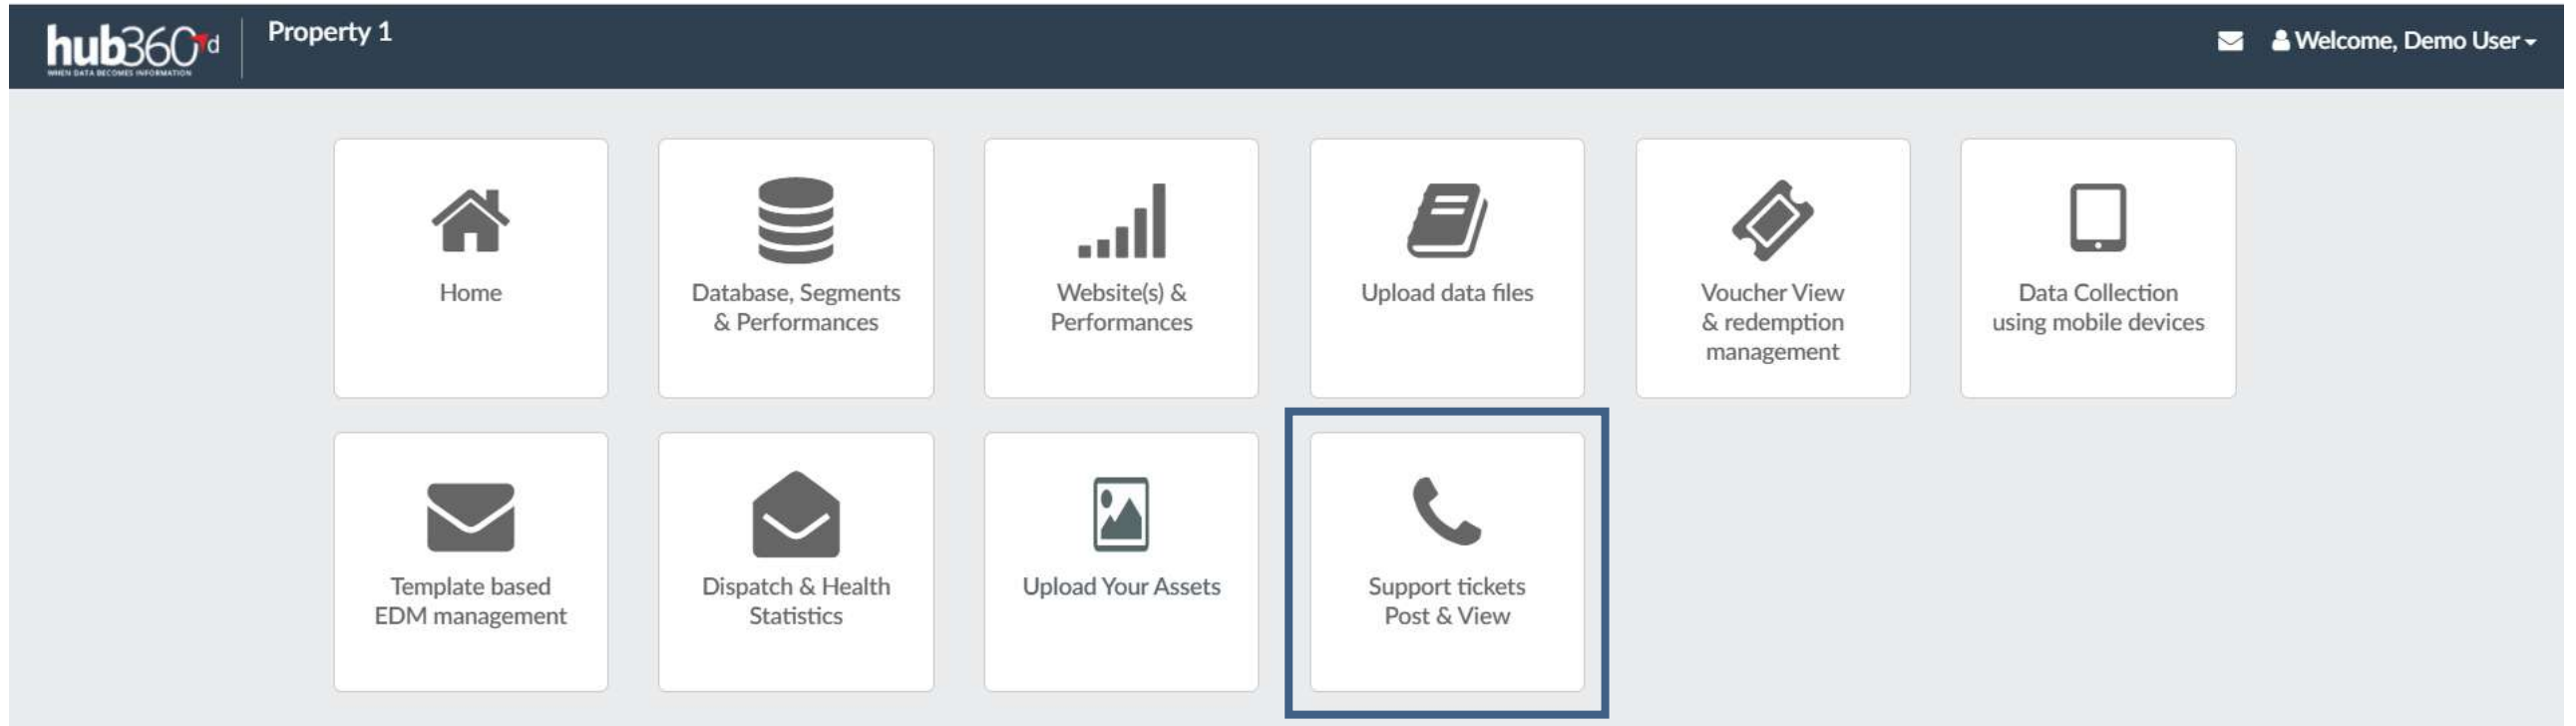 hub360d
WHEN DATA BECOMES INFORMATION
Property 1
Welcome, Demo User
Home
Database, Segments
& Performances
Website(s) &
Performances
Upload data files
Voucher View
& redemption
management
Data Collection
using mobile devices
Template based
EDM management
Dispatch & Health
Statistics
Upload Your Assets
Support tickets
Post & View